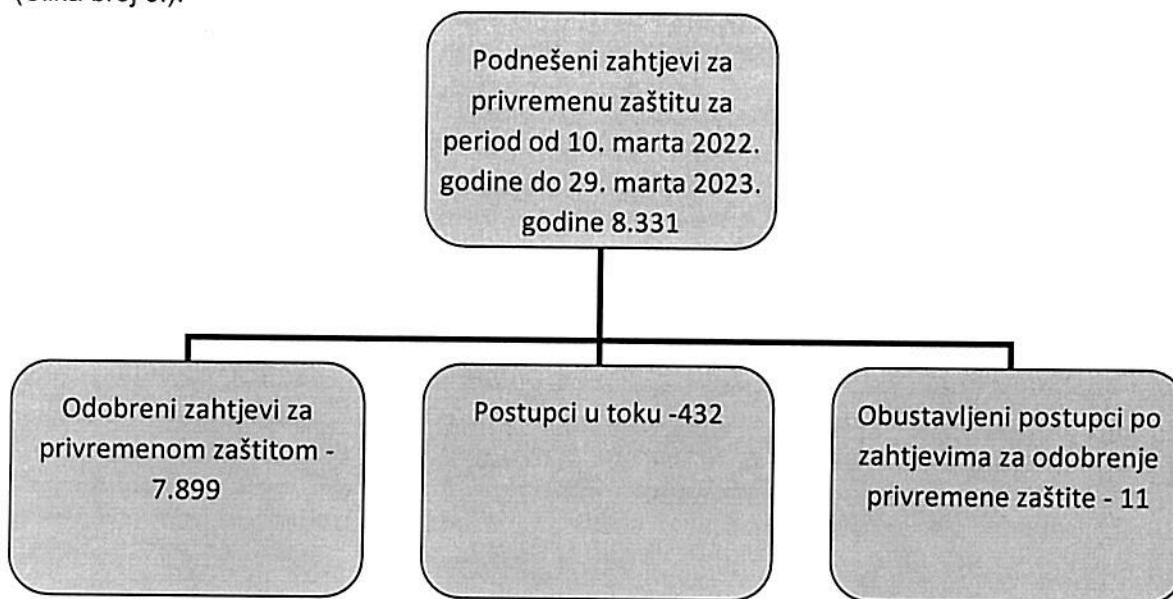 Podnešeni zahtjevi za
privremenu zaštitu za
period od 10. marta 2022.
godine do 29. marta 2023.
godine 8.331
Odobreni zahtjevi za
privremenom zaštitom -
7.899
Postupci u toku -432
Obustavljeni postupci po
zahtjevima za odobrenje
privremene zaštite - 11